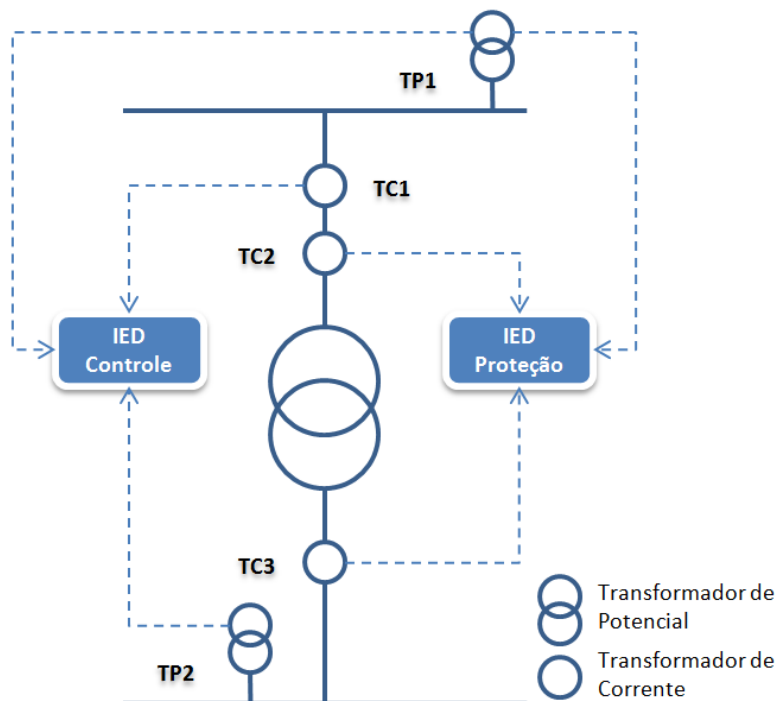 TP1
TC1
TC2
IED
Controle
IED
Proteção
TC3
TP2
Transformador de
Potencial
Transformador de
Corrente